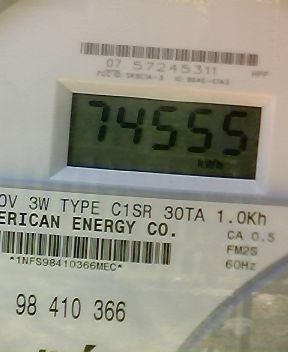 07 57245311
74555
kWh
0V 3W TYPE C1SR 30TA 1.0Kh
ERICAN ENERGY CO.
CA 0.5
FM2S
60Hz
*1NFS98410366MEC*
98 410 366